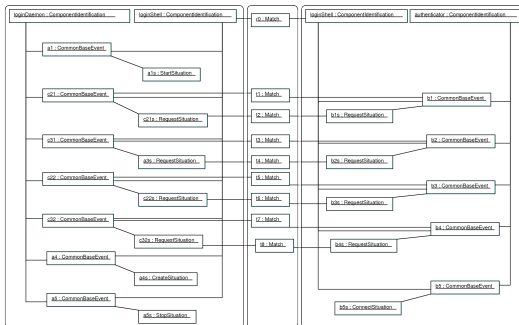 loginDaemon : ComponentIdentification
loginShell : ComponentIdentification
r0 : Match
loginShell : ComponentIdentification
authenticator : ComponentIdentification
a1 : CommonBaseEvent
a1s : StartSituation
c21 : CommonBaseEvent
t1 : Match
b1 : CommonBaseEvent
c21s : RequestSituation
t2 : Match
b1s : RequestSituation
c31 : CommonBaseEvent
t3 : Match
b2 : CommonBaseEvent
a3s : RequestSituation
t4 : Match
b2s : RequestSituation
c22 : CommonBaseEvent
t5 : Match
b3 : CommonBaseEvent
c22s : RequestSituation
t6 : Match
b3s : RequestSituation
c32 : CommonBaseEvent
t7 : Match
b4 : CommonBaseEvent
c32s : RequestSituation
t8 : Match
b4s : RequestSituation
a4 : CommonBaseEvent
a4s : CreateSituation
b5 : CommonBaseEvent
a5 : CommonBaseEvent
b5s : ConnectSituation
a5s : StopSituation